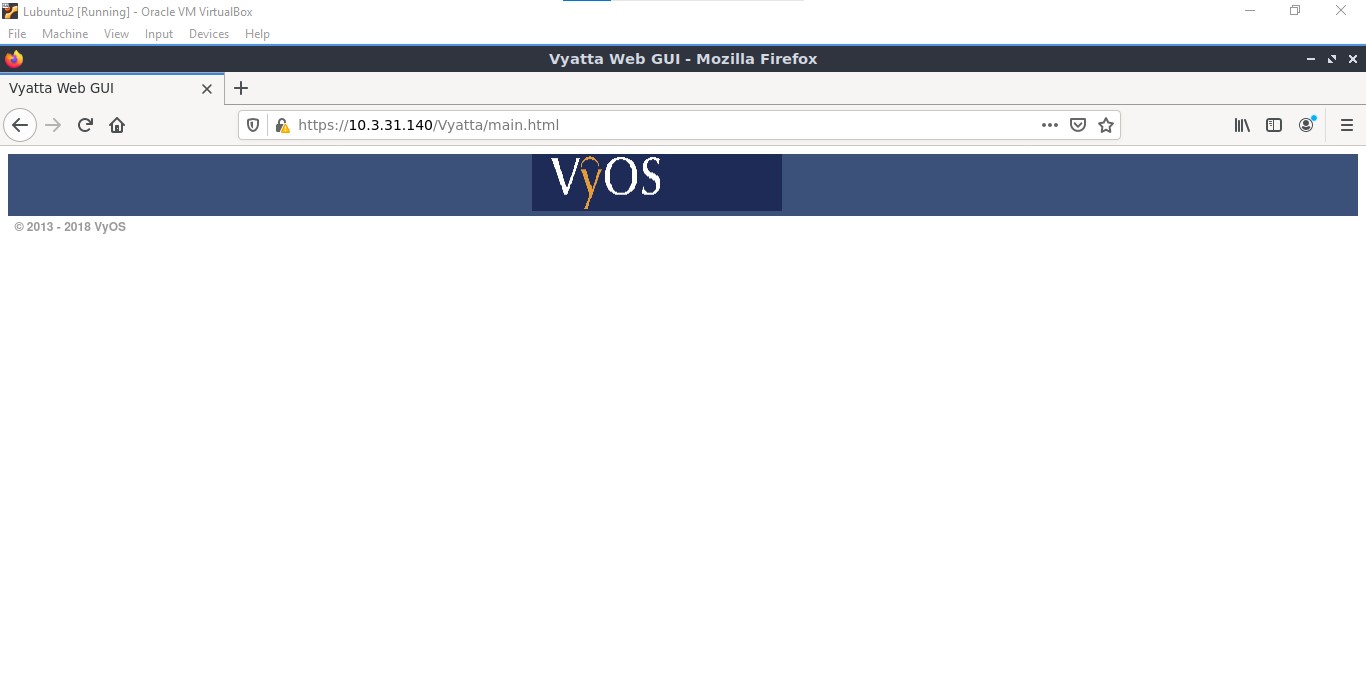 Lubuntu2 [Running] - Oracle VM VirtualBox
File Machine View Input Devices Help
Vyatta Web GUI - Mozilla Firefox
Vyatta Web GUI
https://10.3.31.140/Vyatta/main.html
VyOS
© 2013 - 2018 VyOS